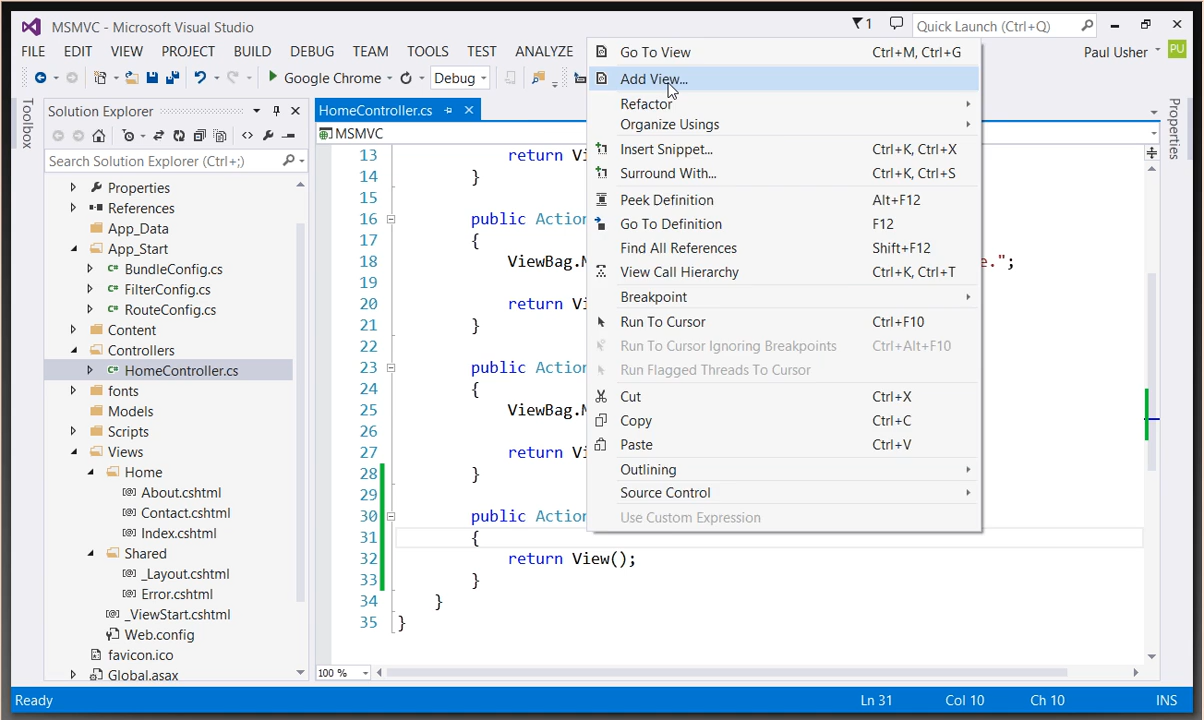 MSMVC - Microsoft Visual Studio
1
Quick Launch (Ctrl+Q)
FILE EDIT VIEW PROJECT BUILD DEBUG TEAM TOOLS TEST ANALYZE
Paul Usher
PU
Google Chrome
Debug
Toolbox
Solution Explorer
Search Solution Explorer (Ctrl+;)
Properties
References
App_Data
App_Start
C# BundleConfig.cs
C# FilterConfig.cs
C# RouteConfig.cs
Content
Controllers
C# HomeController.cs
fonts
Models
Scripts
Views
Home
[@] About.cshtml
[@] Contact.cshtml
[@] Index.cshtml
Shared
[@] _Layout.cshtml
[@] Error.cshtml
[@] _ViewStart.cshtml
Web.config
favicon.ico
Global.asax
HomeController.cs
MSMVC
13 return Vi
14 }
15
16 public Action
17 {
18 ViewBag.M e.";
19
20 return Vi
21 }
22
23 public Action
24 {
25 ViewBag.M
26
27 return Vi
28 }
29
30 public Action
31 {
32 return View();
33 }
34 }
35 }
100 %
Go To View Ctrl+M, Ctrl+G
Add View...
Refactor
Organize Usings
Insert Snippet... Ctrl+K, Ctrl+X
Surround With... Ctrl+K, Ctrl+S
Peek Definition Alt+F12
Go To Definition F12
Find All References Shift+F12
View Call Hierarchy Ctrl+K, Ctrl+T
Breakpoint
Run To Cursor Ctrl+F10
Run To Cursor Ignoring Breakpoints Ctrl+Alt+F10
Run Flagged Threads To Cursor
Cut Ctrl+X
Copy Ctrl+C
Paste Ctrl+V
Outlining
Source Control
Use Custom Expression
Properties
Ready
Ln 31 Col 10 Ch 10 INS